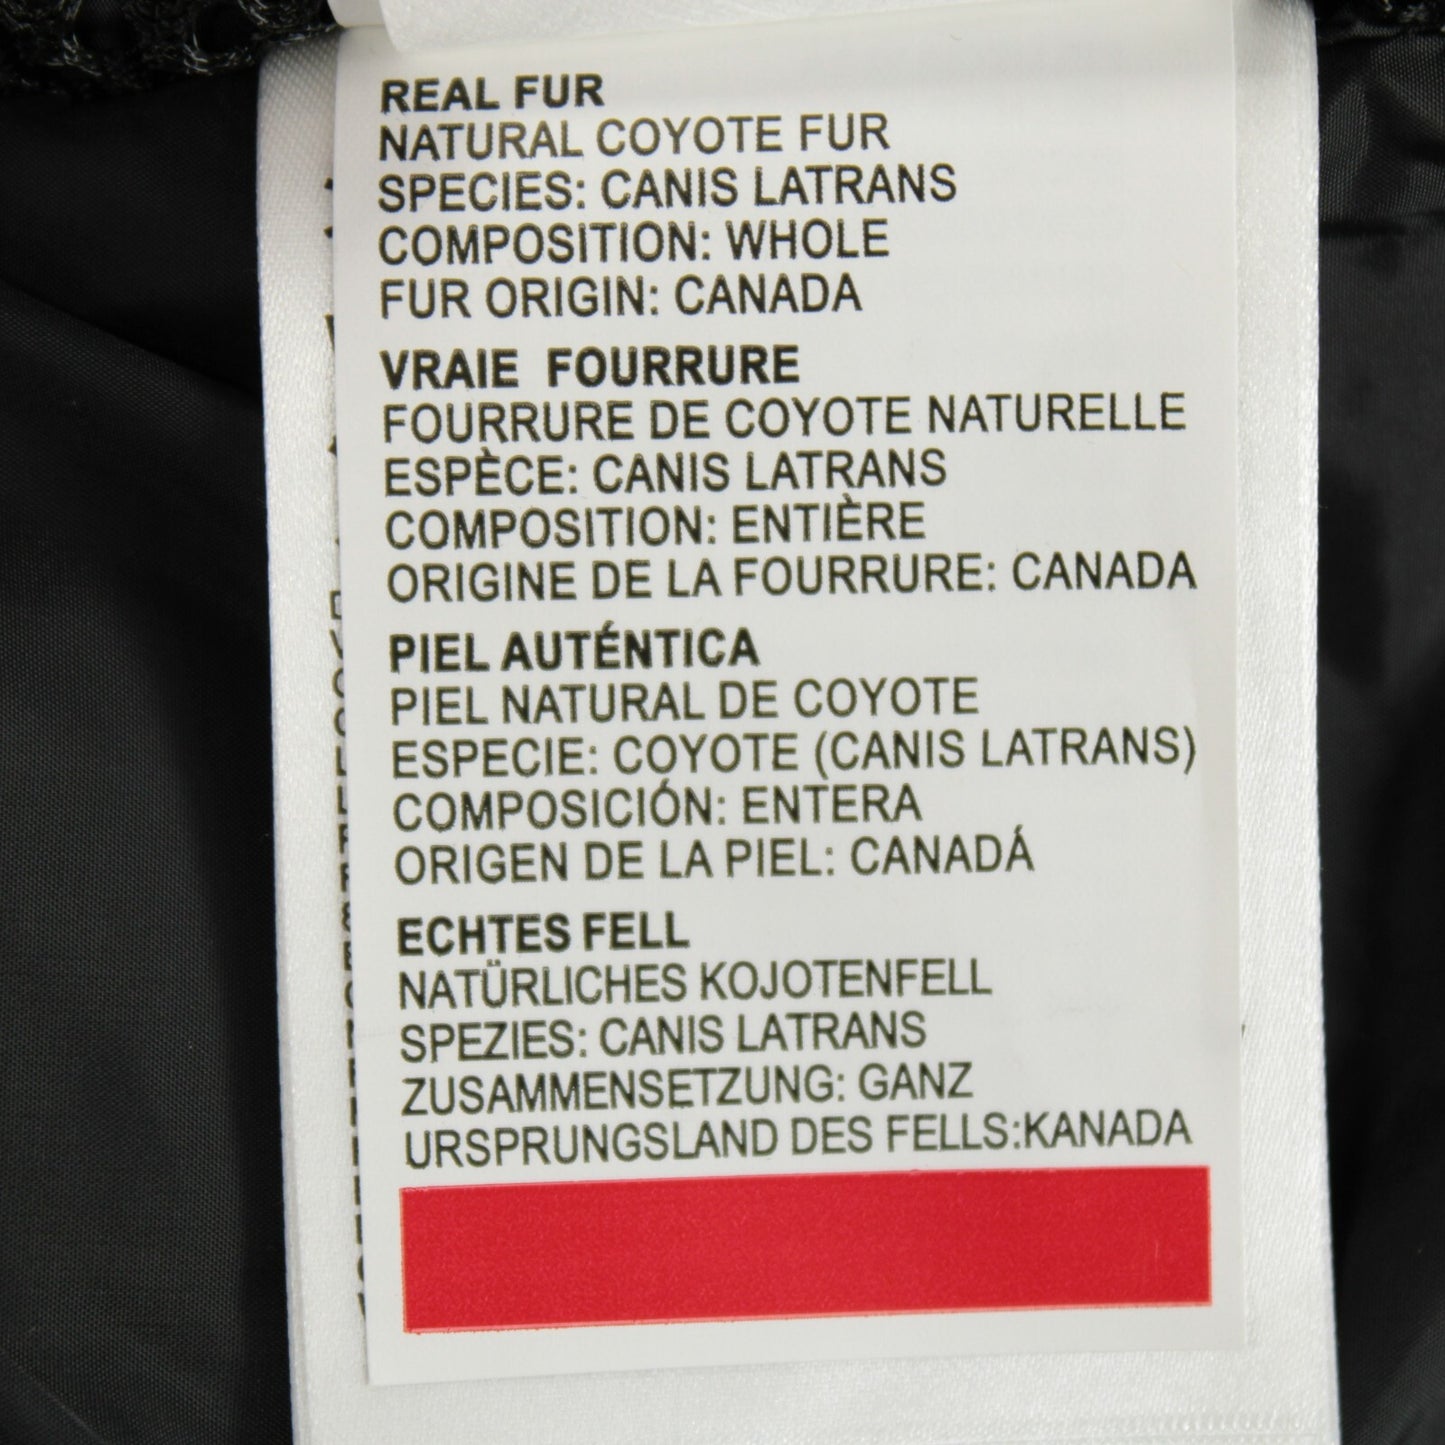 REAL FUR
NATURAL COYOTE FUR
SPECIES: CANIS LATRANS
COMPOSITION: WHOLE
FUR ORIGIN: CANADA
VRAIE FOURRURE
FOURRURE DE COYOTE NATURELLE
ESPÈCE: CANIS LATRANS
COMPOSITION: ENTIÈRE
ORIGINE DE LA FOURRURE: CANADA
PIEL AUTÉNTICA
PIEL NATURAL DE COYOTE
ESPECIE: COYOTE (CANIS LATRANS)
COMPOSICIÓN: ENTERA
ORIGEN DE LA PIEL: CANADÁ
ECHTES FELL
NATÜRLICHES KOJOTENFELL
SPEZIES: CANIS LATRANS
ZUSAMMENSETZUNG: GANZ
URSPRUNGSLAND DES FELLS:KANADA